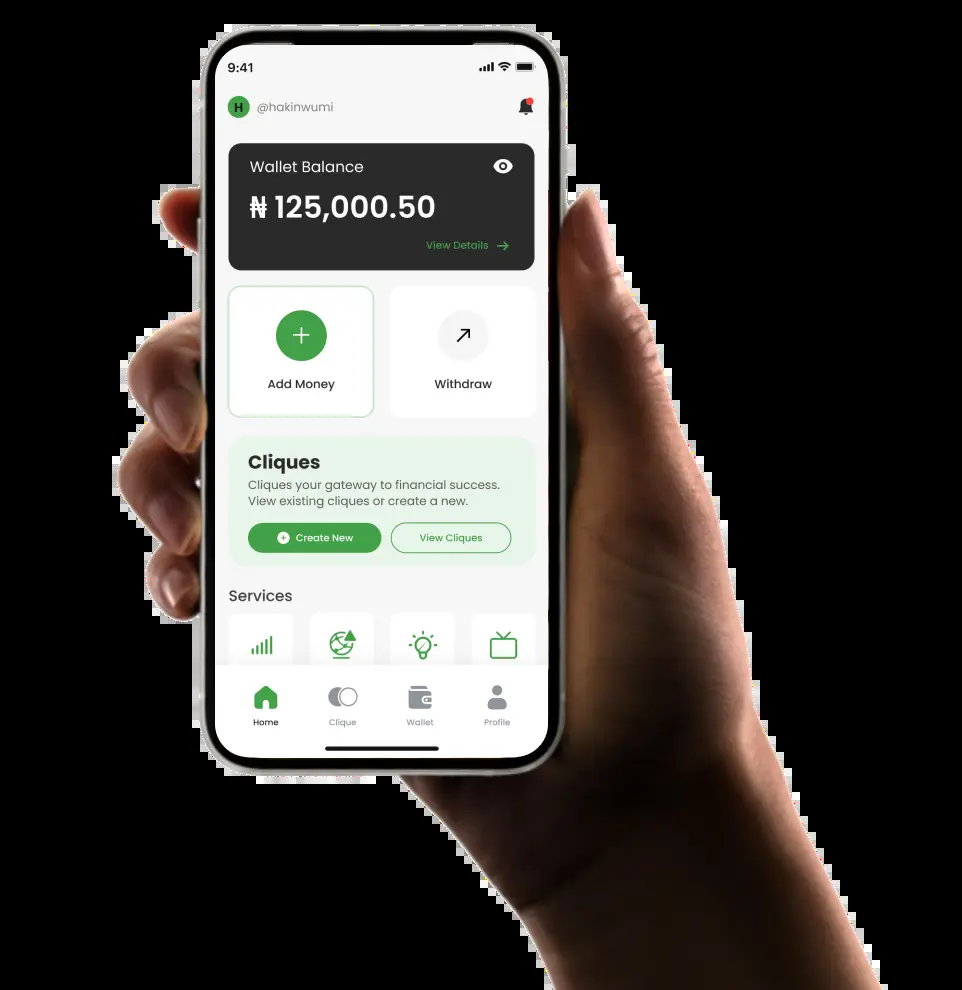 9:41
H @hakinwumi
Wallet Balance
₦ 125,000.50
View Details
Add Money
Withdraw
Cliques
Cliques your gateway to financial success.
View existing cliques or create a new.
Create New
View Cliques
Services
Home
Clique
Wallet
Profile